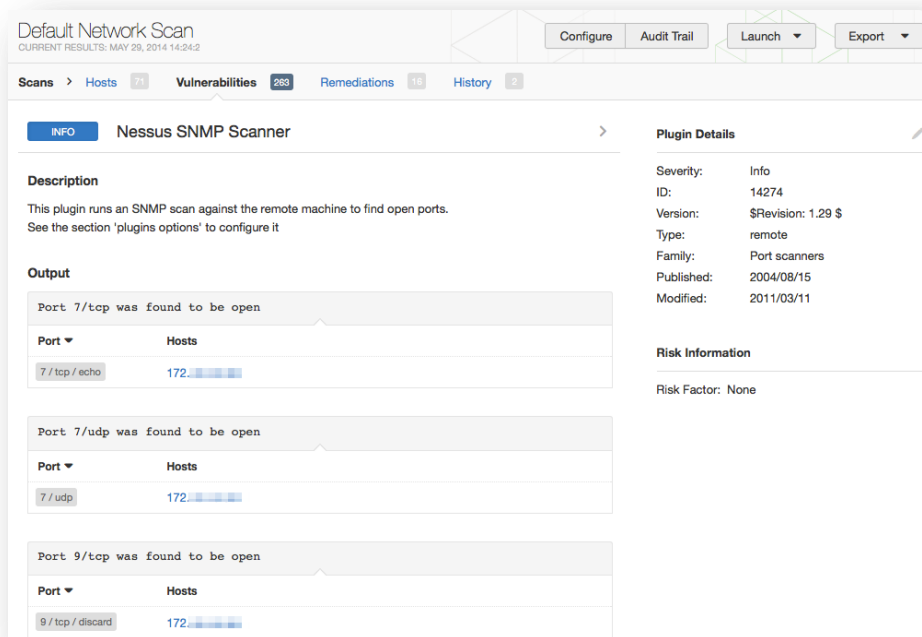 Default Network Scan
CURRENT RESULTS: MAY 29, 2014 14:24:2
Configure Audit Trail Launch Export
Scans > Hosts 71 Vulnerabilities 263 Remediations 16 History 2
INFO Nessus SNMP Scanner
Description
This plugin runs an SNMP scan against the remote machine to find open ports.
See the section 'plugins options' to configure it
Output
Port 7/tcp was found to be open
Port Hosts
7 / tcp / echo 172.
Port 7/udp was found to be open
Port Hosts
7 / udp 172.
Port 9/tcp was found to be open
Port Hosts
9 / tcp / discard 172.
Plugin Details
Severity: Info
ID: 14274
Version: $Revision: 1.29 $
Type: remote
Family: Port scanners
Published: 2004/08/15
Modified: 2011/03/11
Risk Information
Risk Factor: None